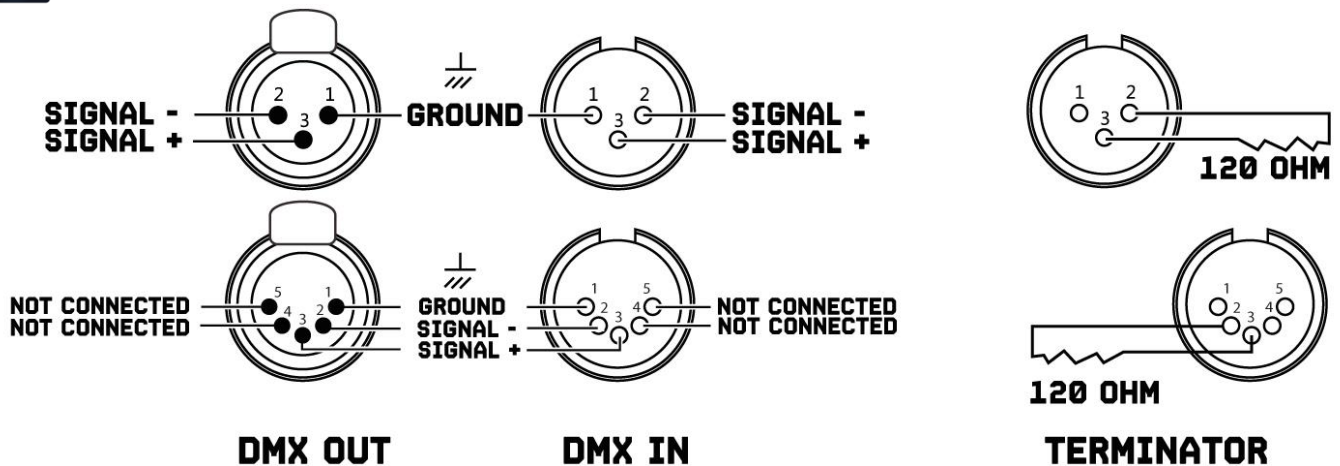 2 1
3
SIGNAL -
SIGNAL +
GROUND
1 2
3
SIGNAL -
SIGNAL +
1 2
3
120 OHM
5 1
4 2
3
NOT CONNECTED
NOT CONNECTED
GROUND
SIGNAL -
SIGNAL +
1 5
2 4
3
NOT CONNECTED
NOT CONNECTED
1 5
2 4
3
120 OHM
DMX OUT
DMX IN
TERMINATOR